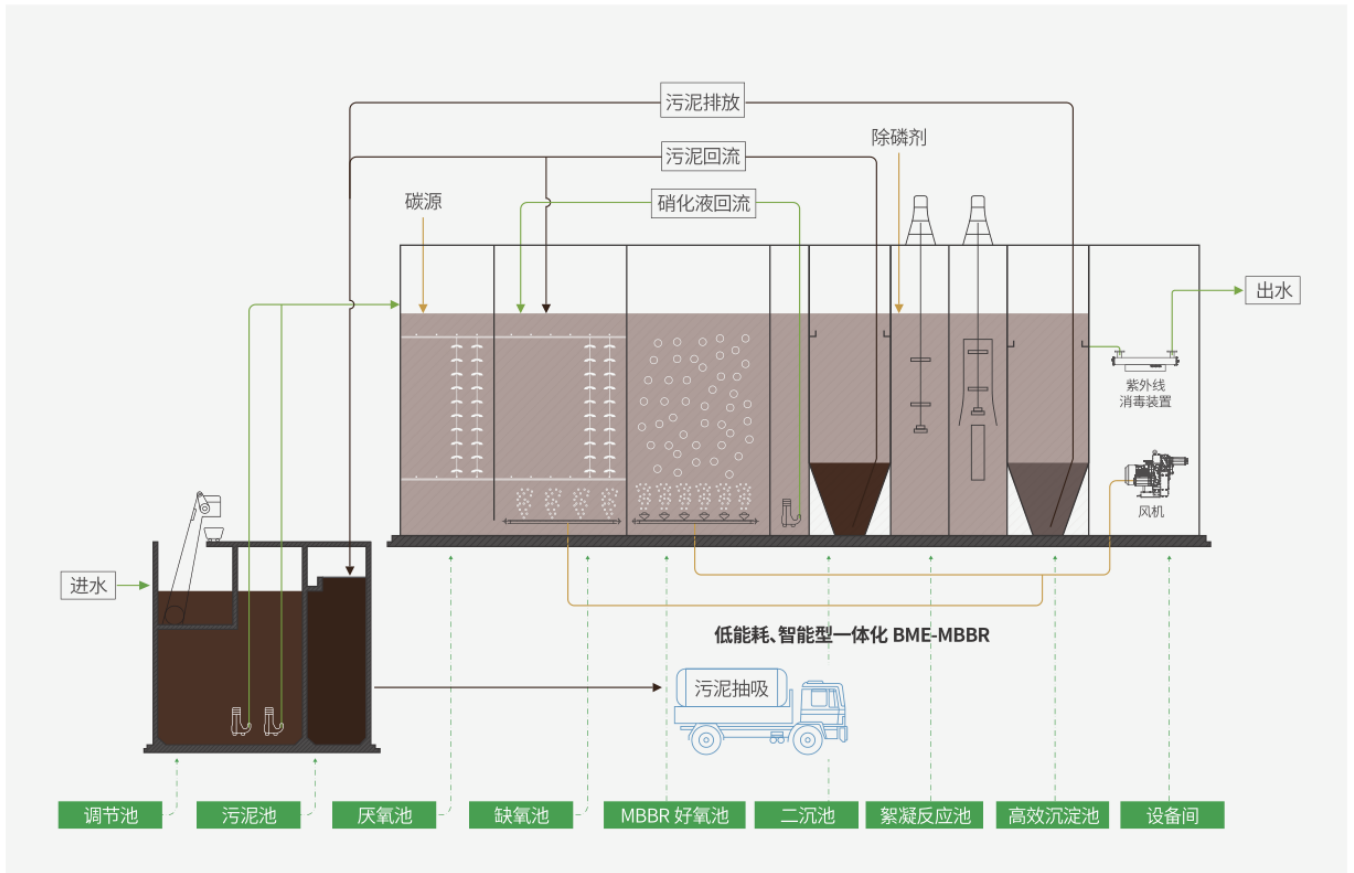 污泥排放
污泥回流
除磷剂
碳源
硝化液回流
出水
紫外线
消毒装置
风机
进水
低能耗、智能型一体化 BME-MBBR
污泥抽吸
调节池
污泥池
厌氧池
缺氧池
MBBR 好氧池
二沉池
絮凝反应池
高效沉淀池
设备间